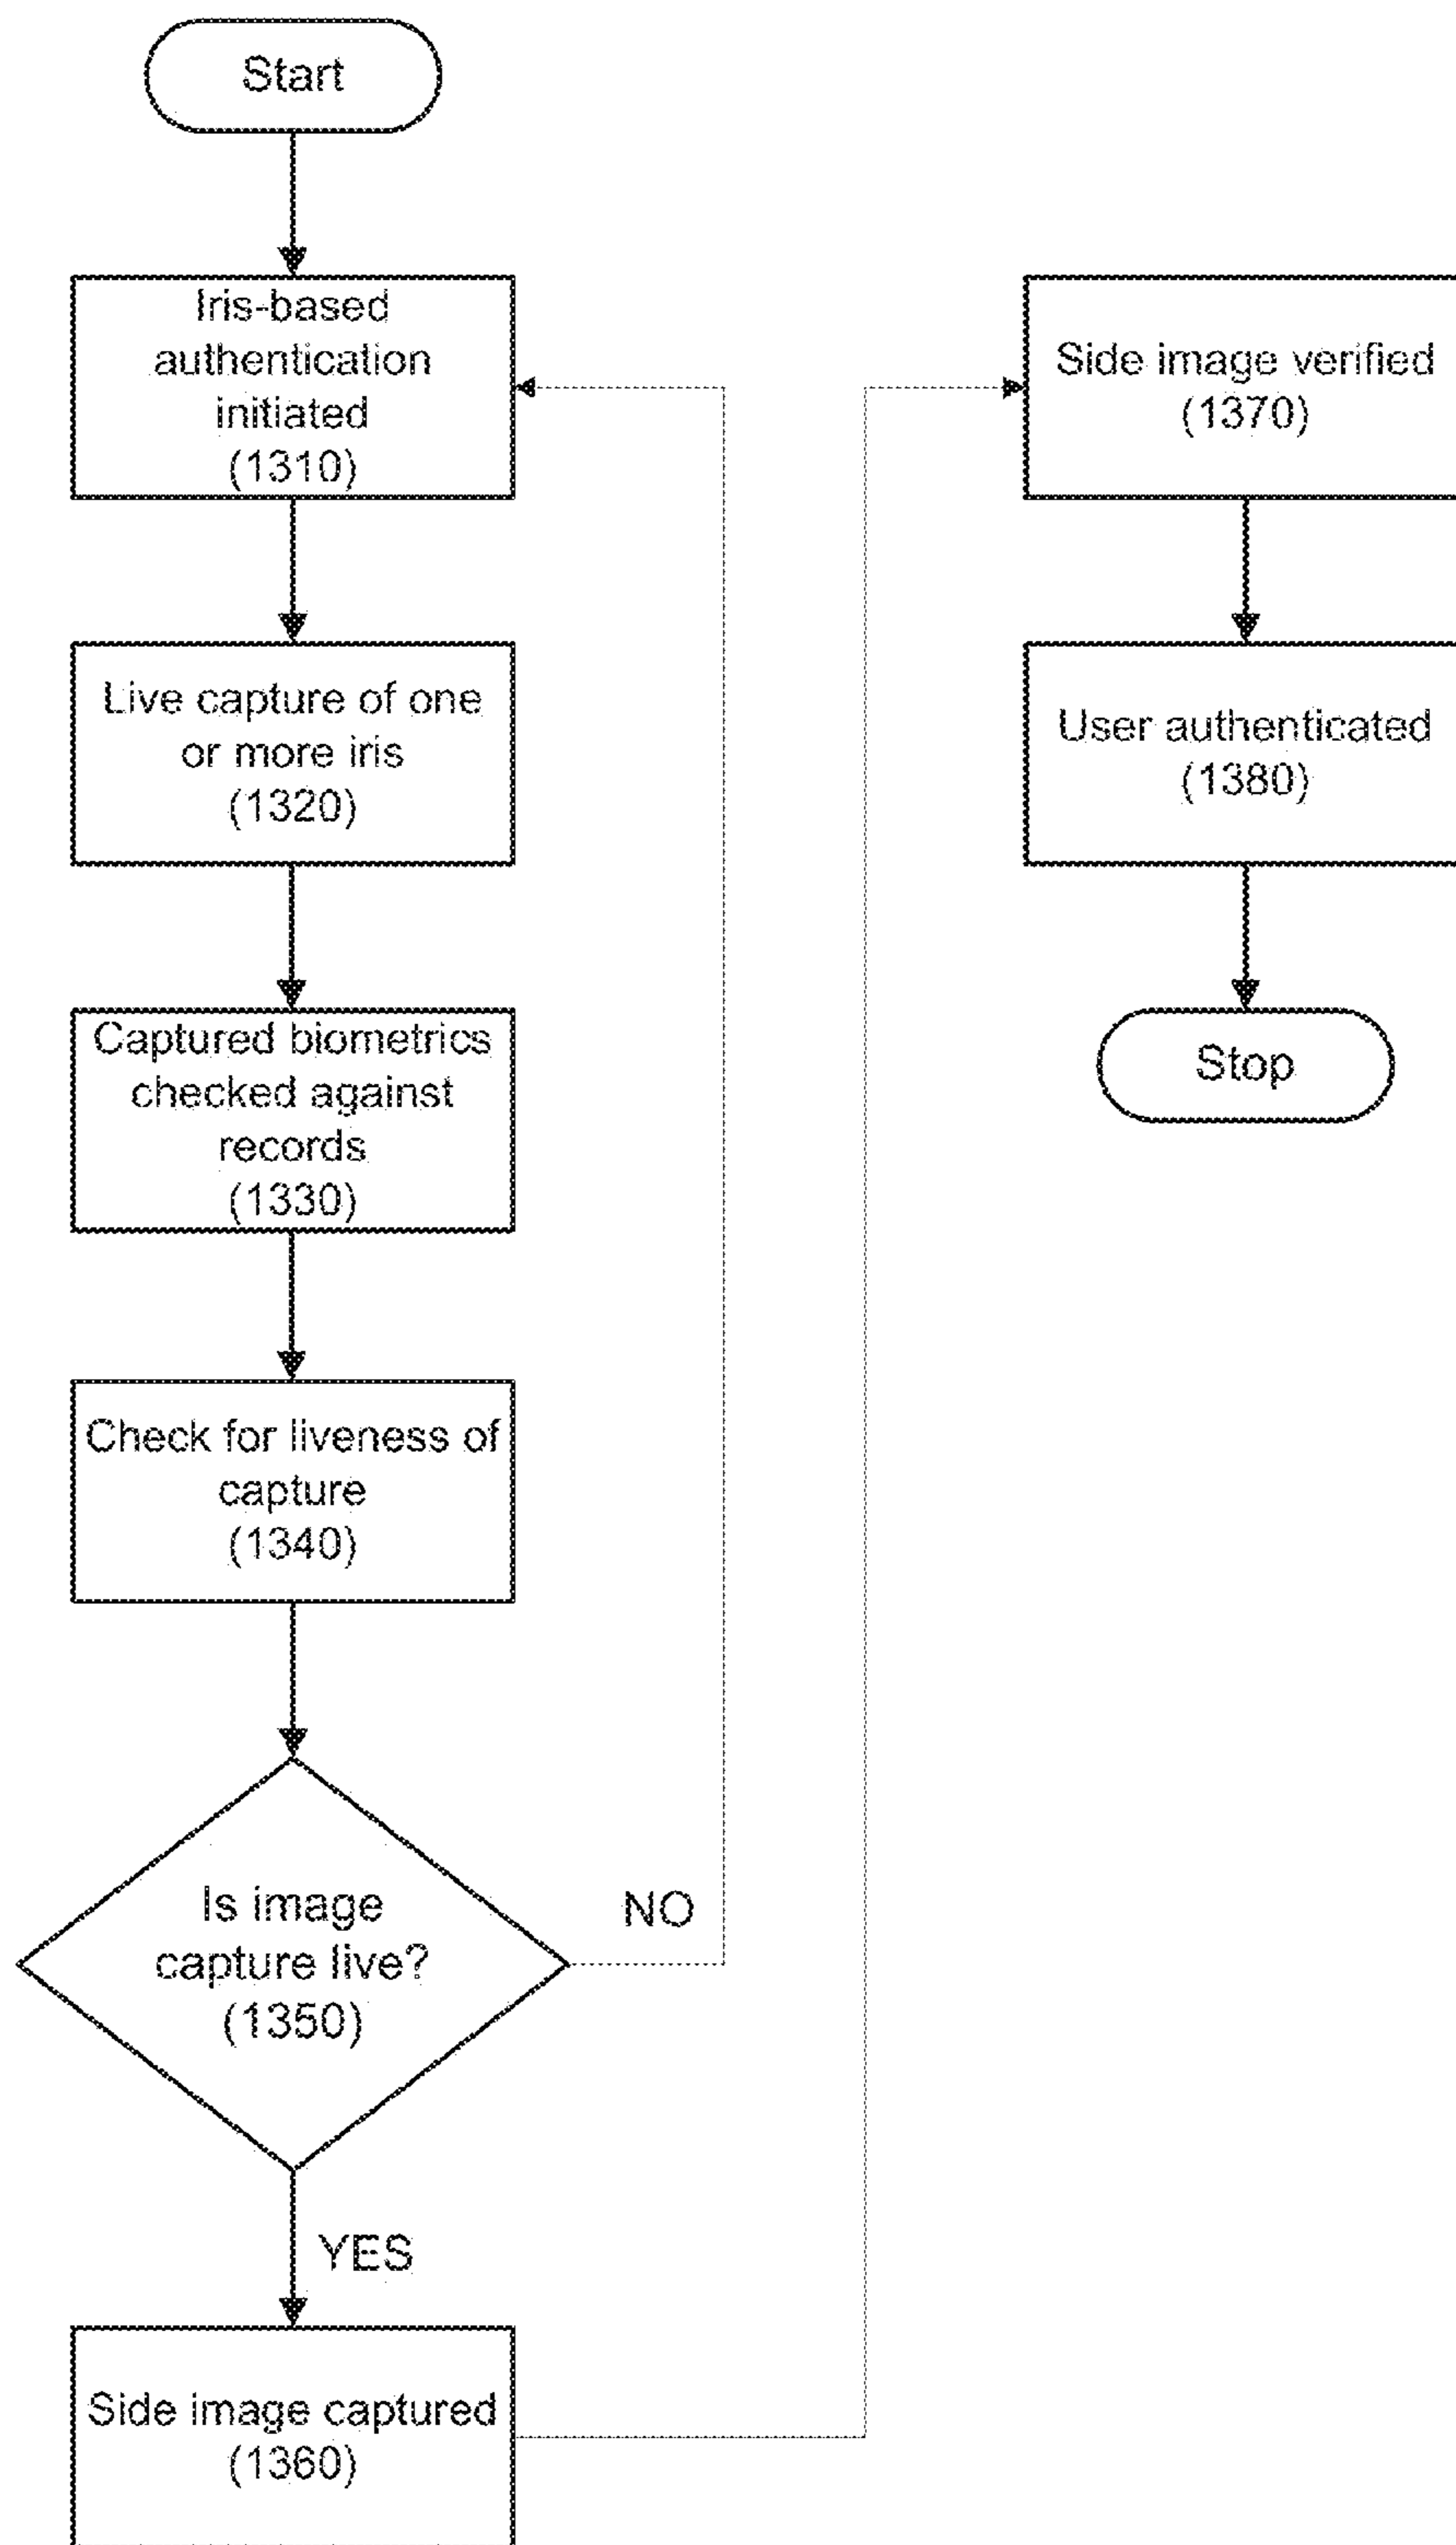 Start
Iris-based
authentication
initiated
(1310)
Live capture of one
or more iris
(1320)
Captured biometrics
checked against
records
(1330)
Check for liveness of
capture
(1340)
Is image
capture live?
(1350)
NO
YES
Side image captured
(1360)
Side image verified
(1370)
User authenticated
(1380)
Stop